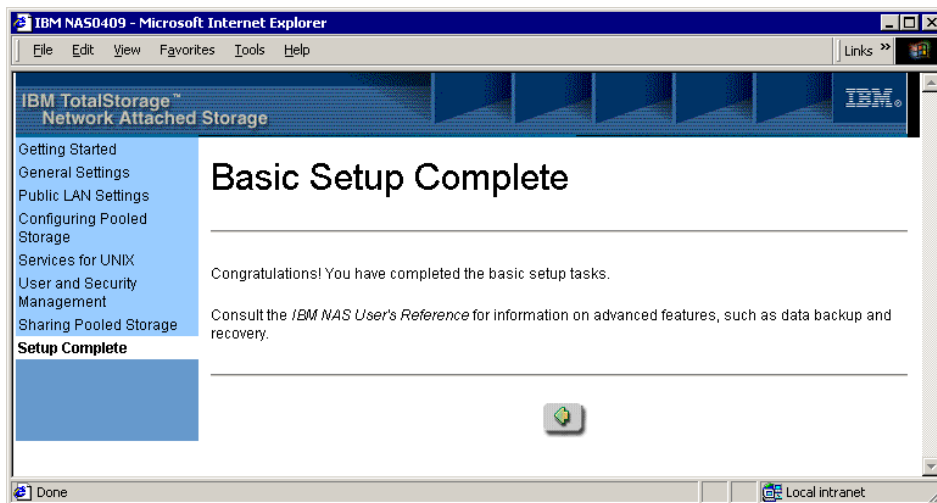 IBM NAS0409 - Microsoft Internet Explorer
File Edit View Favorites Tools Help
Links »
IBM TotalStorage™
Network Attached Storage
IBM®
Getting Started
General Settings
Public LAN Settings
Configuring Pooled
Storage
Services for UNIX
User and Security
Management
Sharing Pooled Storage
Setup Complete
Basic Setup Complete
Congratulations! You have completed the basic setup tasks.
Consult the IBM NAS User's Reference for information on advanced features, such as data backup and
recovery.
Done
Local intranet